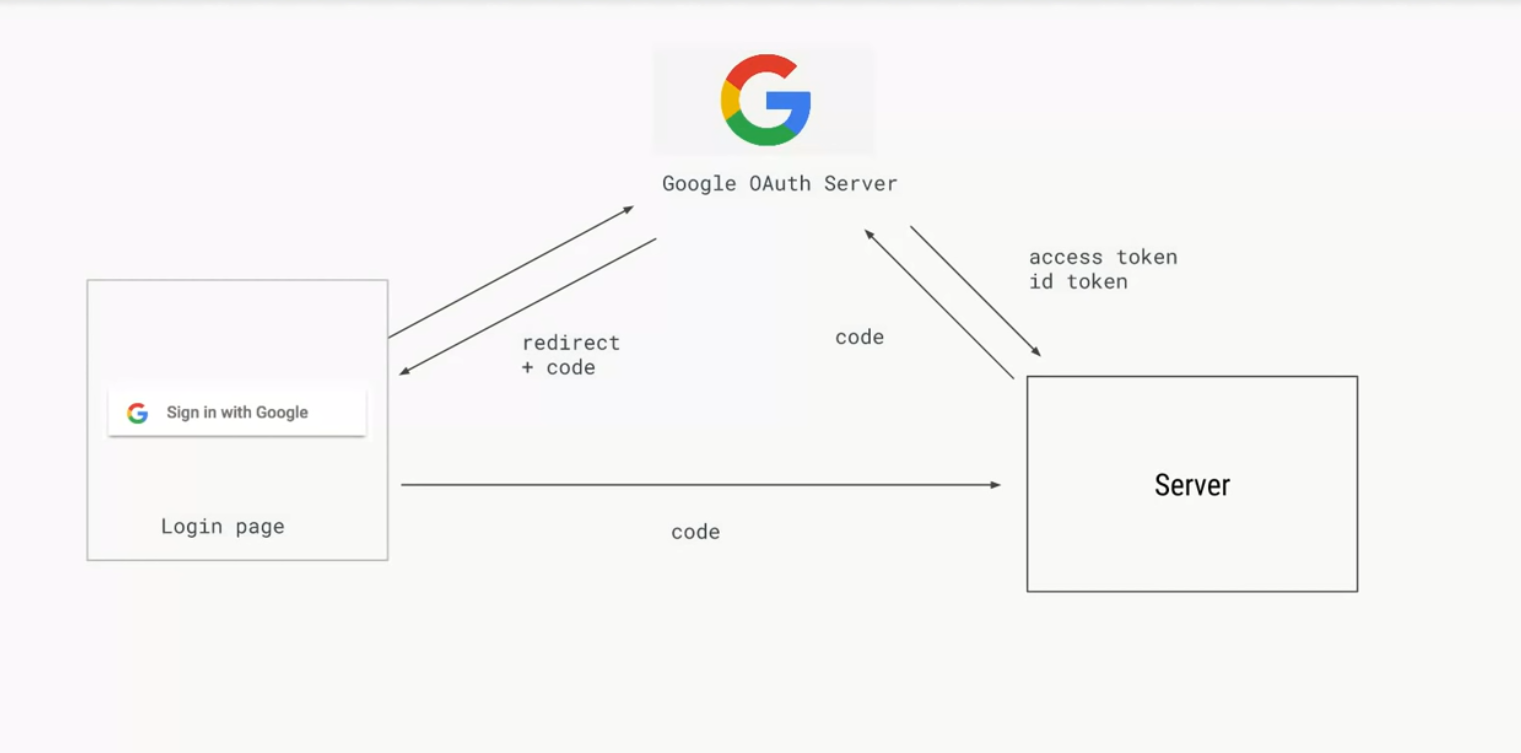 Google OAuth Server
access token
id token
redirect
+ code
code
Sign in with Google
Server
Login page
code